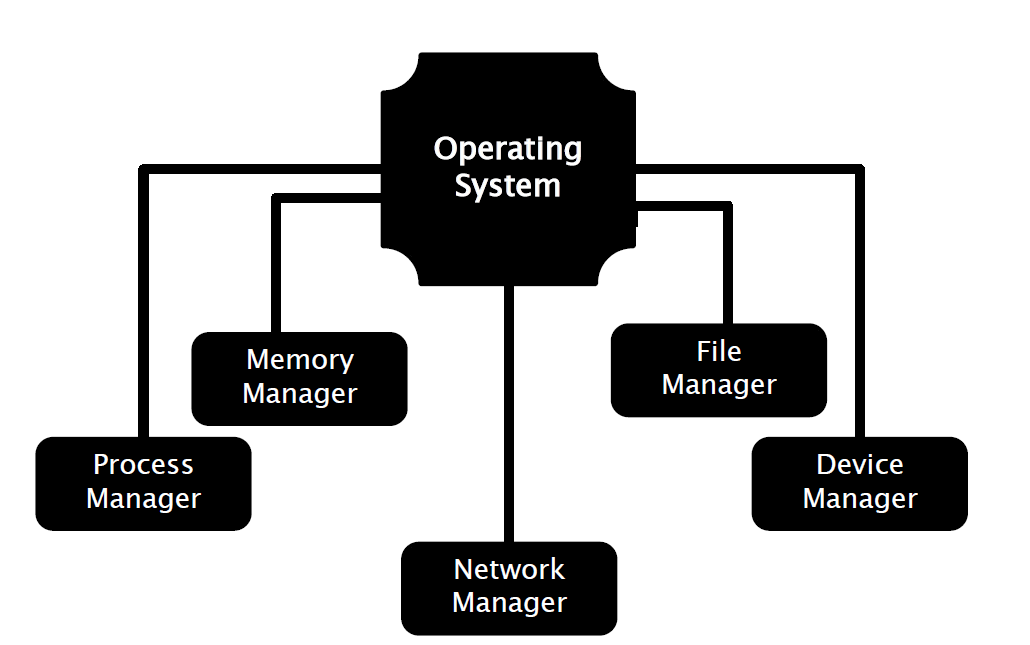 Operating
System
Memory
Manager
File
Manager
Process
Manager
Device
Manager
Network
Manager